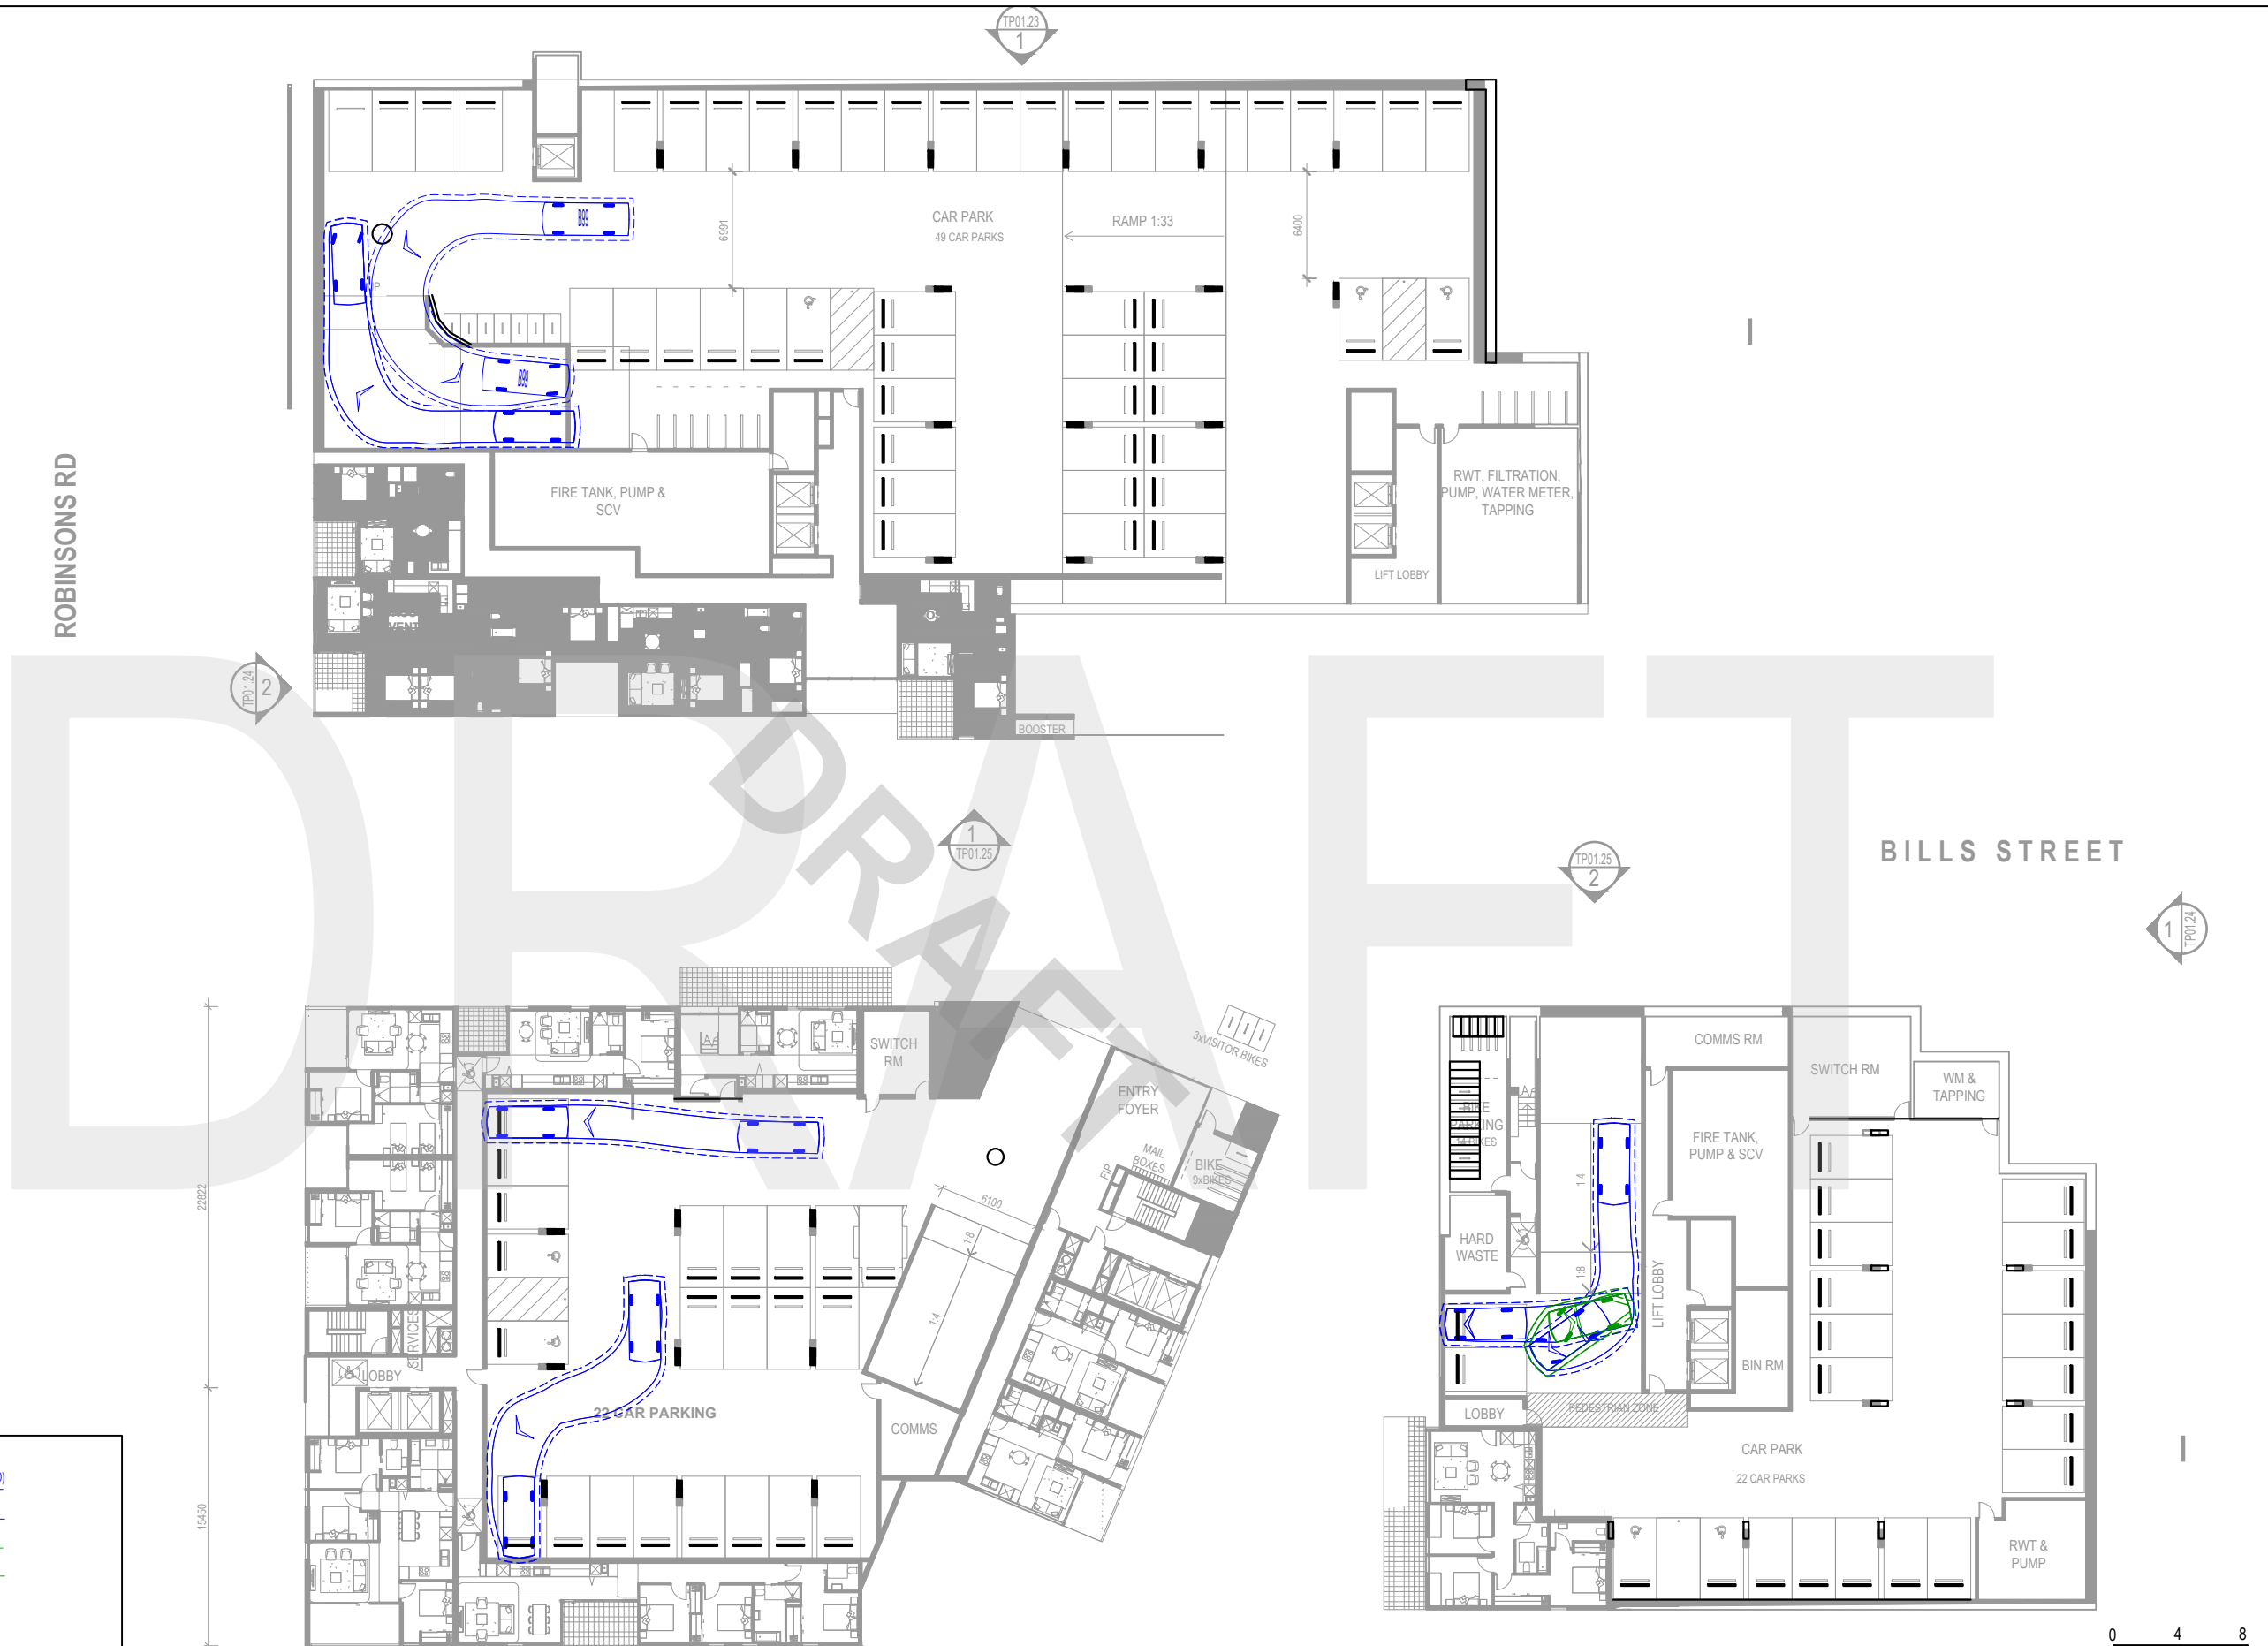 TP01.23
1
B99
CAR PARK
49 CAR PARKS
RAMP 1:33
6991
6400
B99
ROBINSONS RD
FIRE TANK, PUMP &
SCV
RWT, FILTRATION,
PUMP, WATER METER,
TAPPING
LIFT LOBBY
VENT
TP01.24
2
BOOSTER
DRAFT
DRAFT
1
TP01.25
TP01.25
2
BILLS STREET
1
TP01.24
SWITCH
RM
3xVISITOR BIKES
ENTRY
FOYER
MAIL
BOXES
FIP
BIKE
9xBIKES
6100
1:8
1:4
22822
15450
SERVICES
LOBBY
22 CAR PARKING
COMMS
COMMS RM
SWITCH RM
WM &
TAPPING
BIKE
PARKING
FIRE TANK,
PUMP & SCV
1:4
1:8
HARD
WASTE
LIFT LOBBY
BIN RM
LOBBY
PEDESTRIAN ZONE
CAR PARK
22 CAR PARKS
RWT &
PUMP
0 4 8